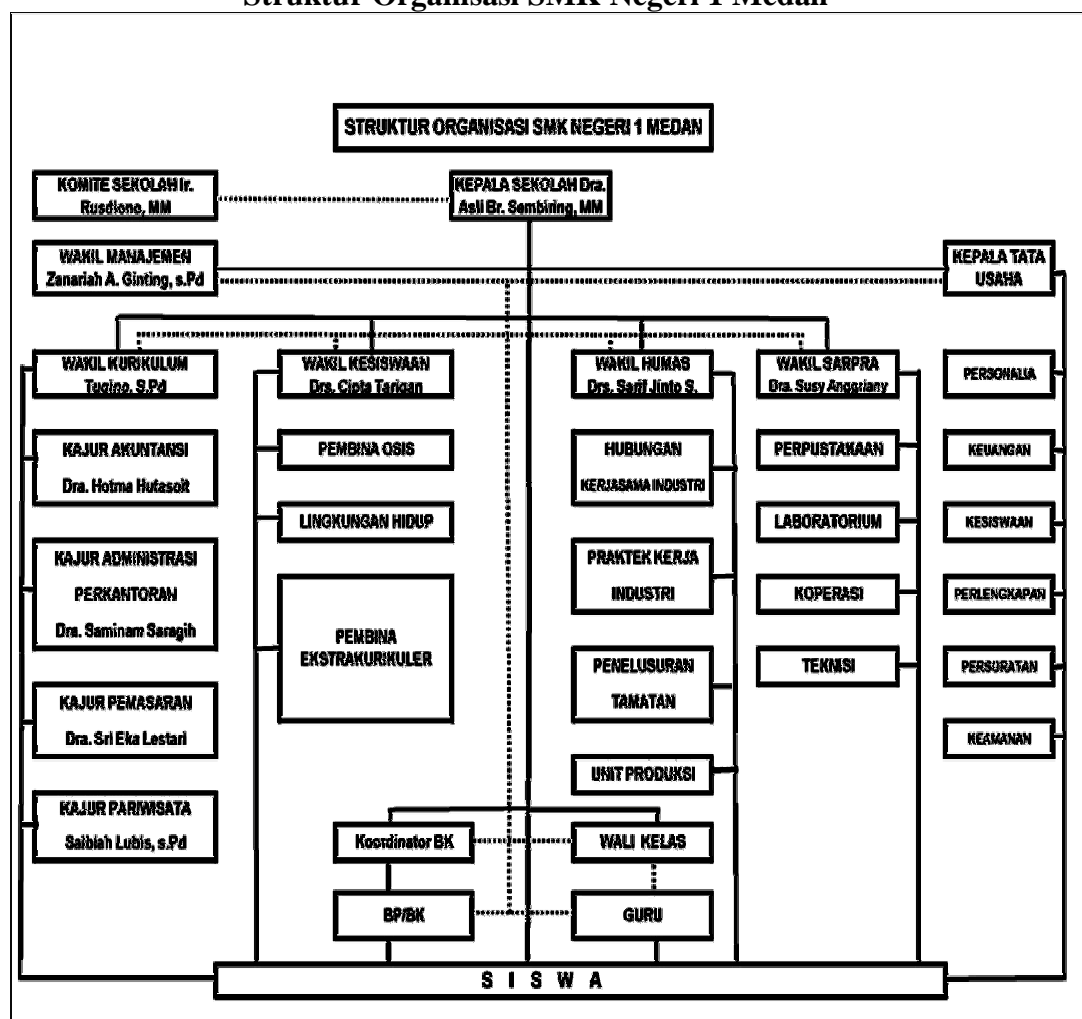 Struktur Organisasi SMK Negeri 1 Medan
STRUKTUR ORGANISASI SMK NEGERI 1 MEDAN
KOMITE SEKOLAH Ir.
Rusdiono, MM
KEPALA SEKOLAH Dra.
Asli Br. Sembiring, MM
WAKIL MANAJEMEN
Zanariah A. Ginting, s.Pd
KEPALA TATA
USAHA
WAKIL KURIKULUM
Tugino, S.Pd
WAKIL KESISWAAN
Drs. Cipta Tarigan
WAKIL HUMAS
Drs. Sarif Jinto S.
WAKIL SARPRA
Dra. Susy Anggriany
PERSONALIA
KAJUR AKUNTANSI
Dra. Hotma Hutasoit
PEMBINA OSIS
HUBUNGAN
KERJASAMA INDUSTRI
PERPUSTAKAAN
KEUANGAN
LINGKUNGAN HIDUP
LABORATORIUM
KESISWAAN
KAJUR ADMINISTRASI
PERKANTORAN
Dra. Saminam Saragih
PEMBINA
EKSTRAKURIKULER
PRAKTEK KERJA
INDUSTRI
KOPERASI
PERLENGKAPAN
PENELUSURAN
TAMATAN
TEKNISI
PERSURATAN
KAJUR PEMASARAN
Dra. Sri Eka Lestari
KEAMANAN
UNIT PRODUKSI
KAJUR PARIWISATA
Saibiah Lubis, s.Pd
Koordinator BK
WALI KELAS
BP/BK
GURU
S I S W A